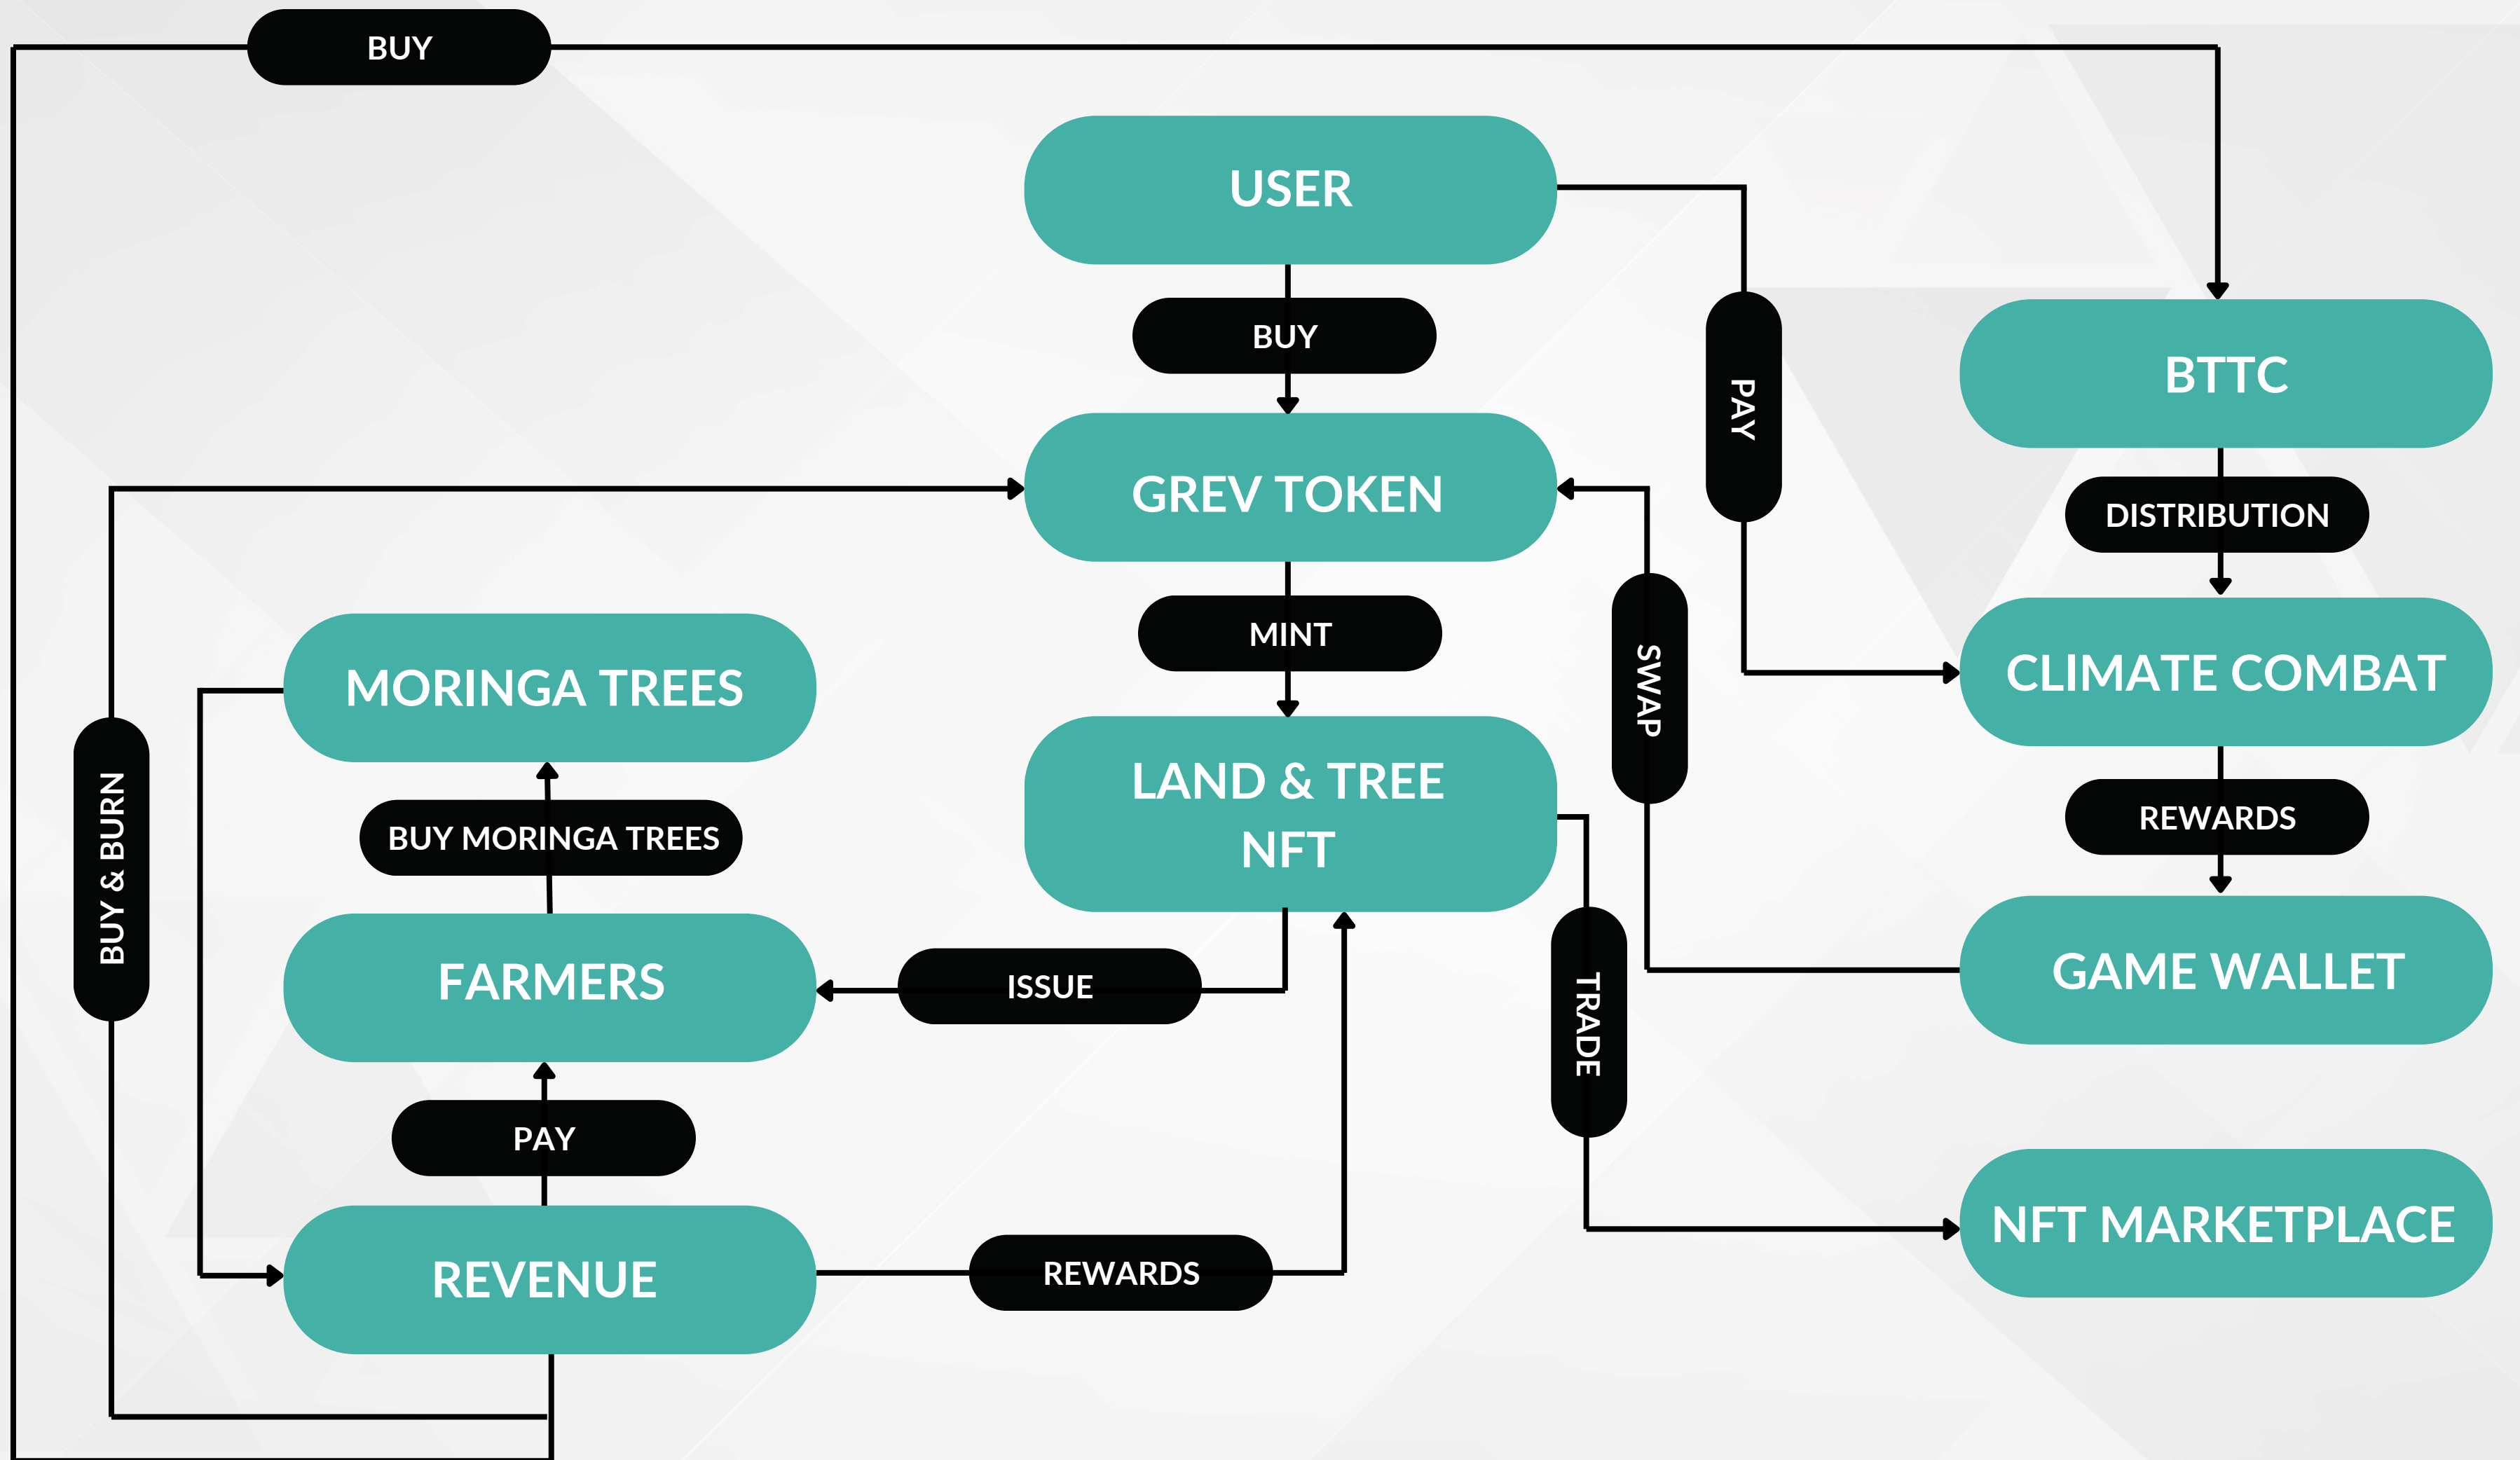 BUY
USER
BUY
PAY
BTTC
GREV TOKEN
DISTRIBUTION
MINT
SWAP
MORINGA TREES
CLIMATE COMBAT
LAND & TREE
NFT
BUY MORINGA TREES
BUY & BURN
REWARDS
FARMERS
ISSUE
TRADE
GAME WALLET
PAY
REVENUE
REWARDS
NFT MARKETPLACE